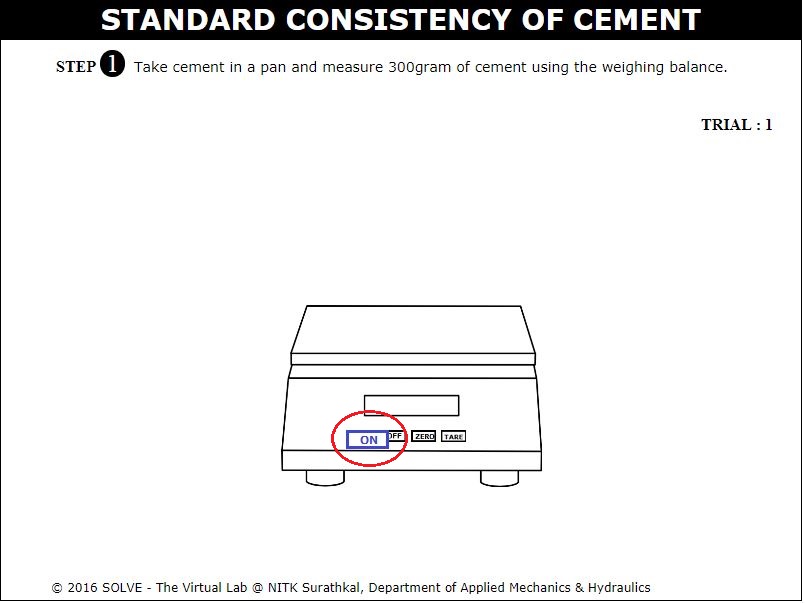 STANDARD CONSISTENCY OF CEMENT
STEP 1 Take cement in a pan and measure 300gram of cement using the weighing balance.
TRIAL : 1
ON OFF ZERO TARE
© 2016 SOLVE - The Virtual Lab @ NITK Surathkal, Department of Applied Mechanics & Hydraulics